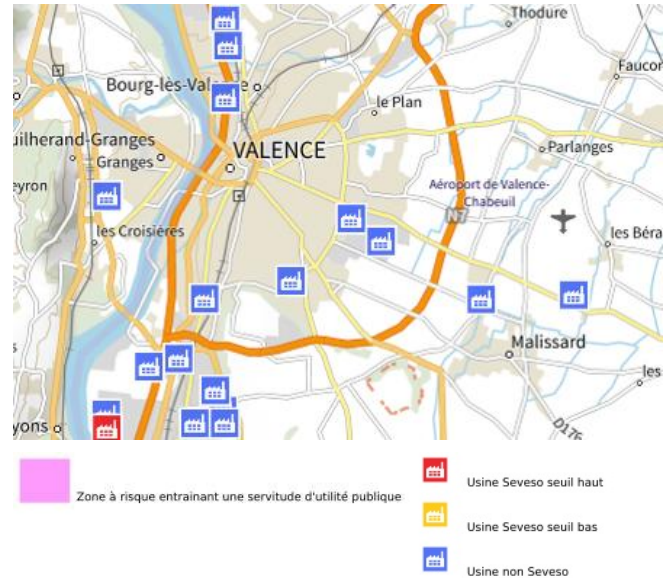 Thodure
Faucon
Bourg-lès-Valence
le Plan
uilherand-Granges
VALENCE
Parlanges
Granges
eyron
Aéroport de Valence-
Chabeuil
N7
les Croisières
les Béra
Malissard
les
yons
D176
Zone à risque entrainant une servitude d'utilité publique
Usine Seveso seuil haut
Usine Seveso seuil bas
Usine non Seveso